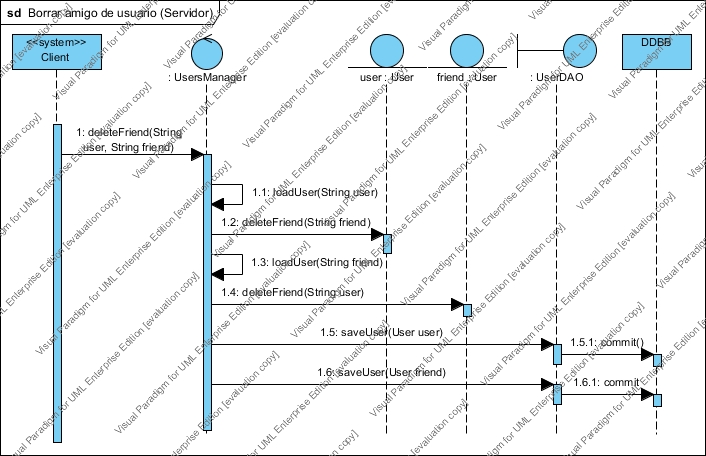 sd Borrar amigo de usuario (Servidor)
<<system>>
Client
: UsersManager
user : User
friend : User
: UserDAO
DDBB
1: deleteFriend(String
user, String friend)
1.1: loadUser(String user)
1.2: deleteFriend(String friend)
1.3: loadUser(String friend)
1.4: deleteFriend(String user)
1.5: saveUser(User user)
1.5.1: commit()
1.6: saveUser(User friend)
1.6.1: commit
Visual Paradigm for UML Enterprise Edition [evaluation copy]